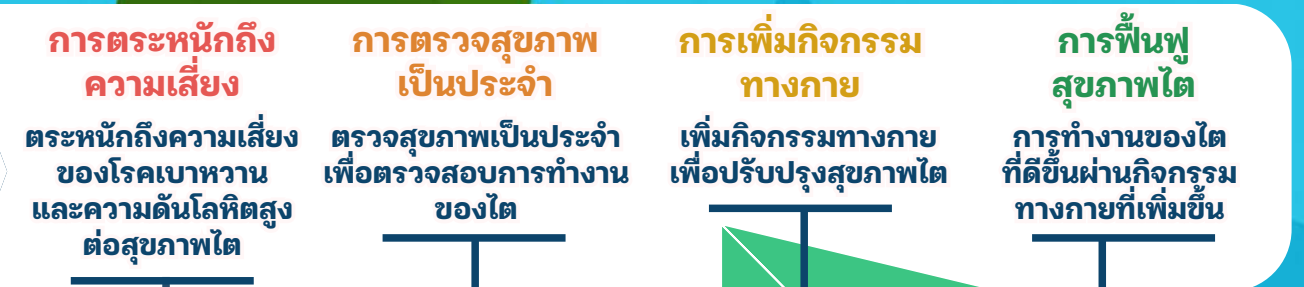 การตระหนักถึง
ความเสี่ยง
ตระหนักถึงความเสี่ยง
ของโรคเบาหวาน
และความดันโลหิตสูง
ต่อสุขภาพไต
การตรวจสุขภาพ
เป็นประจำ
ตรวจสุขภาพเป็นประจำ
เพื่อตรวจสอบการทำงาน
ของไต
การเพิ่มกิจกรรม
ทางกาย
เพิ่มกิจกรรมทางกาย
เพื่อปรับปรุงสุขภาพไต
การฟื้นฟู
สุขภาพไต
การทำงานของไต
ที่ดีขึ้นผ่านกิจกรรม
ทางกายที่เพิ่มขึ้น